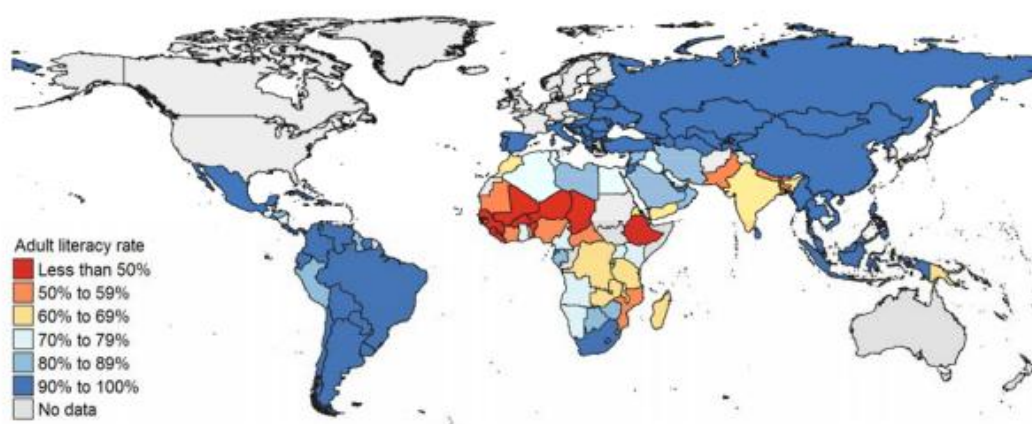 Adult literacy rate
Less than 50%
50% to 59%
60% to 69%
70% to 79%
80% to 89%
90% to 100%
No data